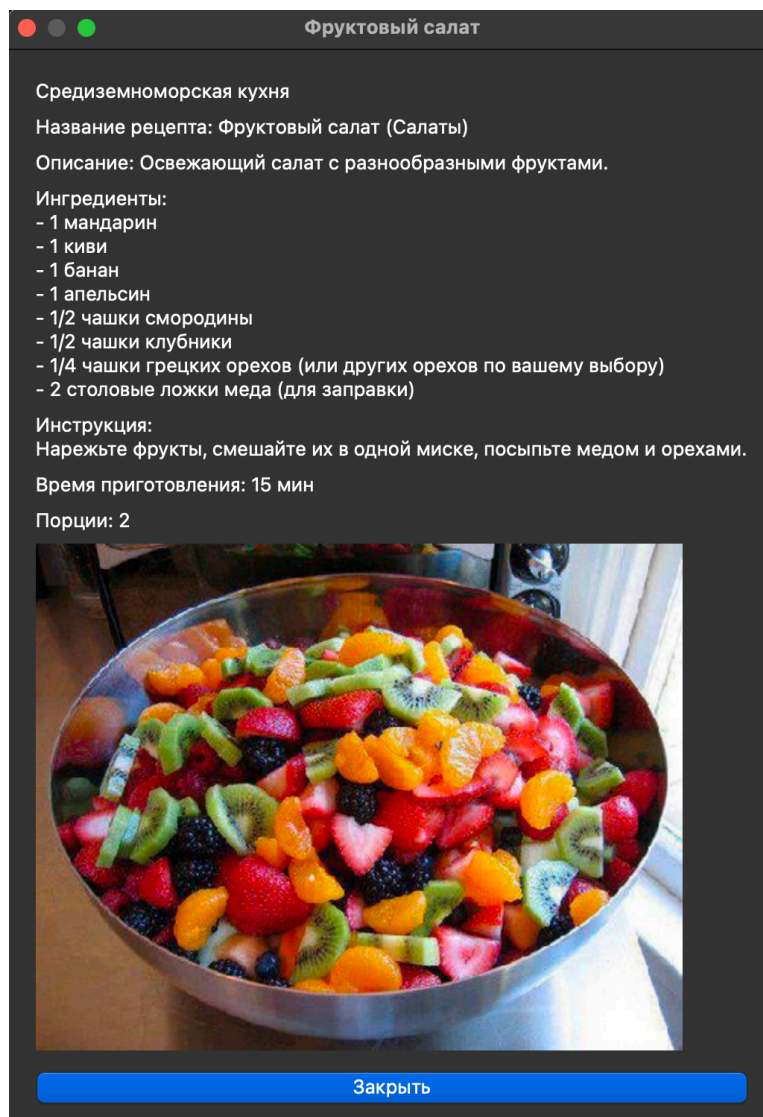 Фруктовый салат
Средиземноморская кухня
Название рецепта: Фруктовый салат (Салаты)
Описание: Освежающий салат с разнообразными фруктами.
Ингредиенты:
- 1 мандарин
- 1 киви
- 1 банан
- 1 апельсин
- 1/2 чашки смородины
- 1/2 чашки клубники
- 1/4 чашки грецких орехов (или других орехов по вашему выбору)
- 2 столовые ложки меда (для заправки)
Инструкция:
Нарежьте фрукты, смешайте их в одной миске, посыпьте медом и орехами.
Время приготовления: 15 мин
Порции: 2
Закрыть